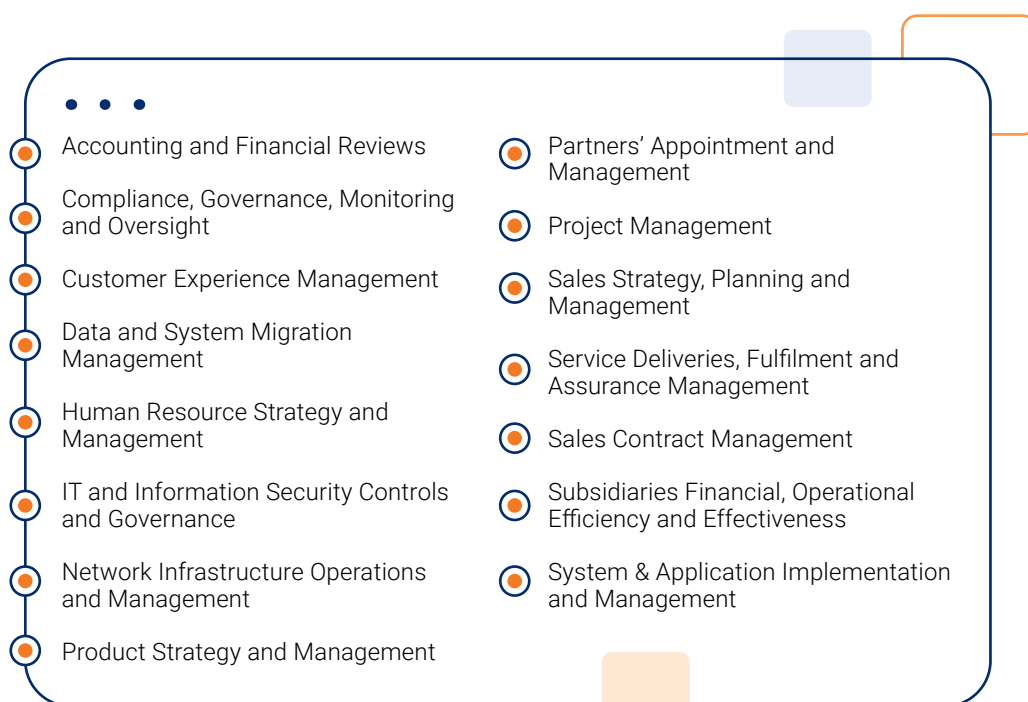 Accounting and Financial Reviews
Compliance, Governance, Monitoring
and Oversight
Customer Experience Management
Data and System Migration
Management
Human Resource Strategy and
Management
IT and Information Security Controls
and Governance
Network Infrastructure Operations
and Management
Product Strategy and Management
Partners’ Appointment and
Management
Project Management
Sales Strategy, Planning and
Management
Service Deliveries, Fulfilment and
Assurance Management
Sales Contract Management
Subsidiaries Financial, Operational
Efficiency and Effectiveness
System & Application Implementation
and Management